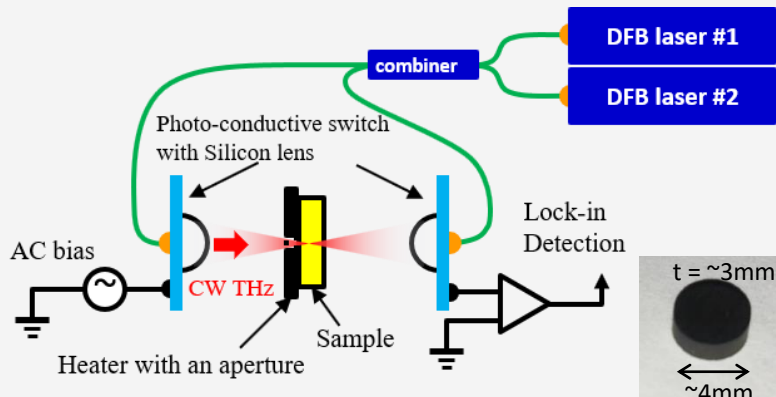 DFB laser #1
combiner
DFB laser #2
Photo-conductive switch
with Silicon lens
Lock-in
Detection
AC bias
~
CW THz
t = ~3mm
Sample
Heater with an aperture
~4mm